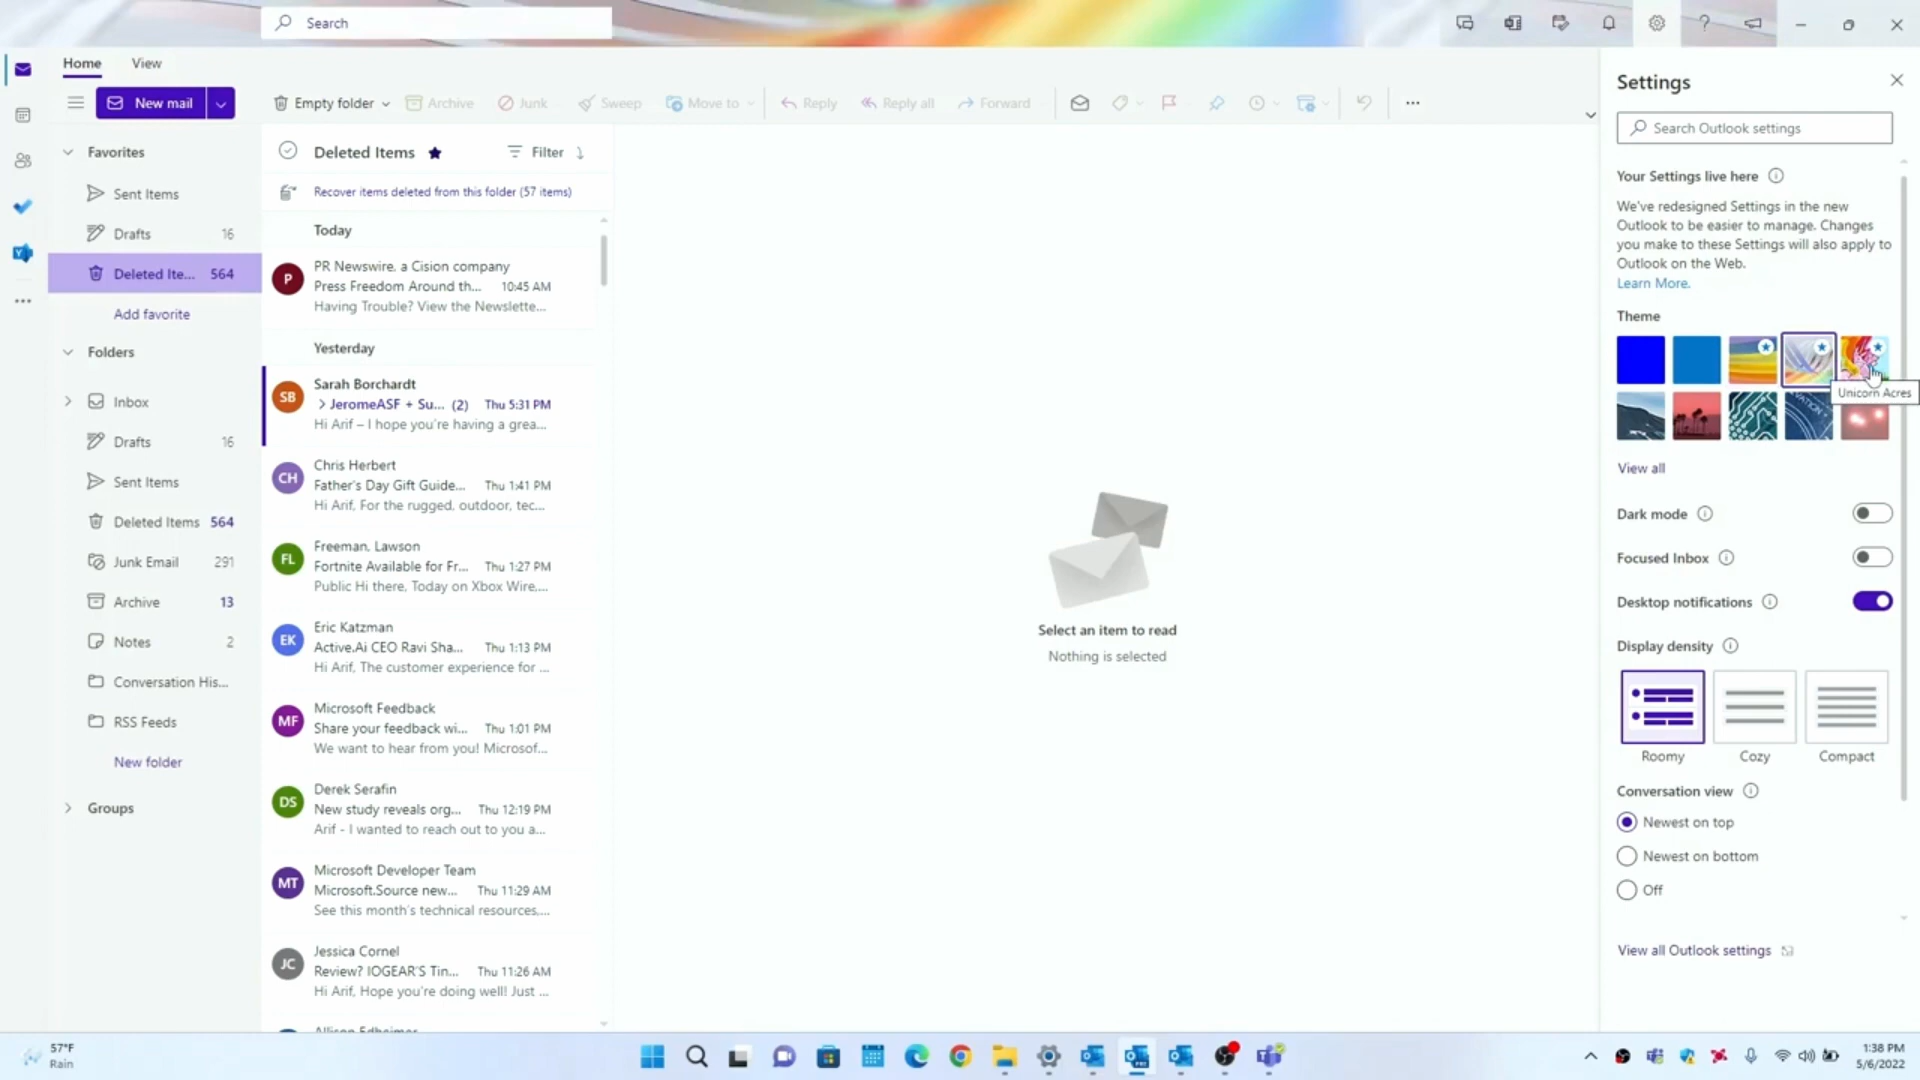 Search
Home
View
New mail
Empty folder
Archive
Junk
Sweep
Move to
Reply
Reply all
Forward
Favorites
Sent Items
Drafts 16
Deleted Ite... 564
Add favorite
Folders
Inbox
Drafts 16
Sent Items
Deleted Items 564
Junk Email 291
Archive 13
Notes 2
Conversation His...
RSS Feeds
New folder
Groups
Deleted Items
Filter
Recover items deleted from this folder (57 items)
Today
P
PR Newswire, a Cision company
Press Freedom Around th... 10:45 AM
Having Trouble? View the Newslette...
Yesterday
SB
Sarah Borchardt
JeromeASF + Su... (2) Thu 5:31 PM
Hi Arif – I hope you're having a grea...
CH
Chris Herbert
Father's Day Gift Guide... Thu 1:41 PM
Hi Arif, For the rugged, outdoor, tec...
FL
Freeman, Lawson
Fortnite Available for Fr... Thu 1:27 PM
Public Hi there, Today on Xbox Wire,...
EK
Eric Katzman
Active.Ai CEO Ravi Sha... Thu 1:13 PM
Hi Arif, The customer experience for ...
MF
Microsoft Feedback
Share your feedback wi... Thu 1:01 PM
We want to hear from you! Microsof...
DS
Derek Serafin
New study reveals org... Thu 12:19 PM
Arif - I wanted to reach out to you a...
MT
Microsoft Developer Team
Microsoft.Source new... Thu 11:29 AM
See this month's technical resources,...
JC
Jessica Cornel
Review? IOGEAR'S Tin... Thu 11:26 AM
Hi Arif, Hope you're doing well! Just ...
Select an item to read
Nothing is selected
Settings
Search Outlook settings
Your Settings live here
We've redesigned Settings in the new
Outlook to be easier to manage. Changes
you make to these Settings will also apply to
Outlook on the Web.
Learn More.
Theme
Unicorn Acres
View all
Dark mode
Focused Inbox
Desktop notifications
Display density
Roomy
Cozy
Compact
Conversation view
Newest on top
Newest on bottom
Off
View all Outlook settings
57°F
Rain
1:38 PM
5/6/2022